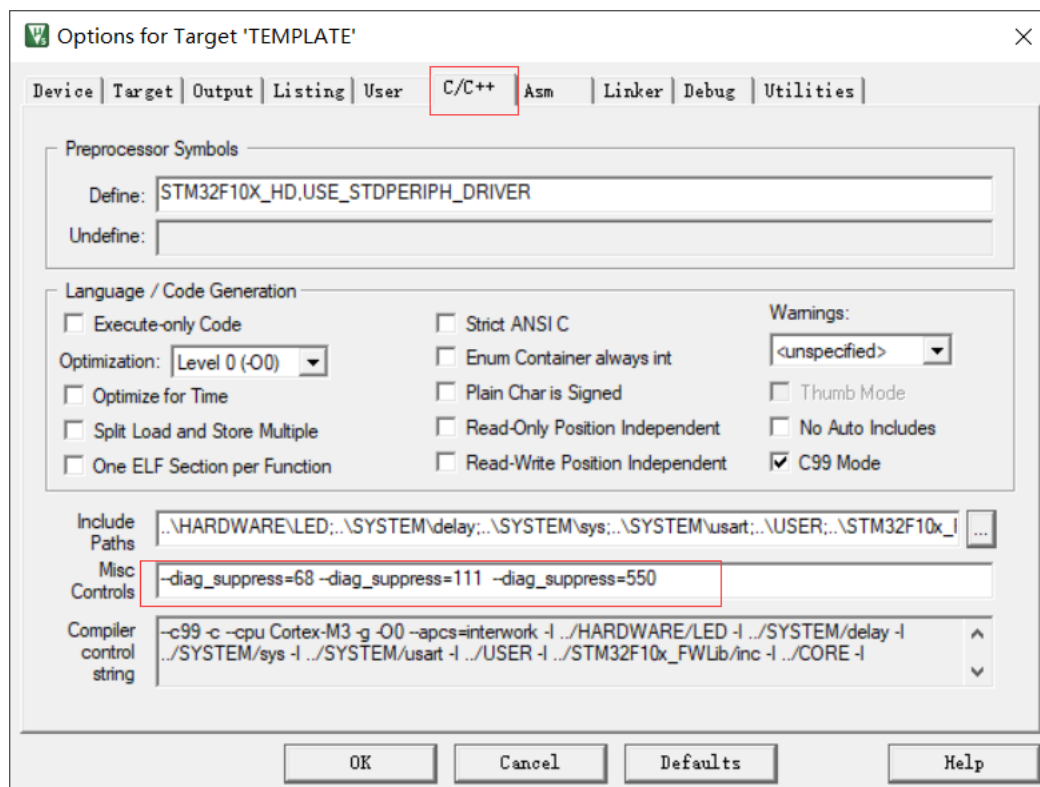 Options for Target 'TEMPLATE'
Device Target Output Listing User C/C++ Asm Linker Debug Utilities
Preprocessor Symbols
Define: STM32F10X_HD,USE_STDPERIPH_DRIVER
Undefine:
Language / Code Generation
Execute-only Code
Optimization: Level 0 (-O0)
Optimize for Time
Split Load and Store Multiple
One ELF Section per Function
Strict ANSI C
Enum Container always int
Plain Char is Signed
Read-Only Position Independent
Read-Write Position Independent
Warnings:
<unspecified>
Thumb Mode
No Auto Includes
C99 Mode
Include Paths
..\HARDWARE\LED;..\SYSTEM\delay;..\SYSTEM\sys;..\SYSTEM\usart;..\USER;..\STM32F10x_F
...
Misc Controls
--diag_suppress=68 --diag_suppress=111 --diag_suppress=550
Compiler control string
--c99 -c --cpu Cortex-M3 -g -O0 --apcs=interwork -I ../HARDWARE/LED -I ../SYSTEM/delay -I
../SYSTEM/sys -I ../SYSTEM/usart -I ../USER -I ../STM32F10x_FWLib/inc -I ../CORE -I
OK Cancel Defaults Help